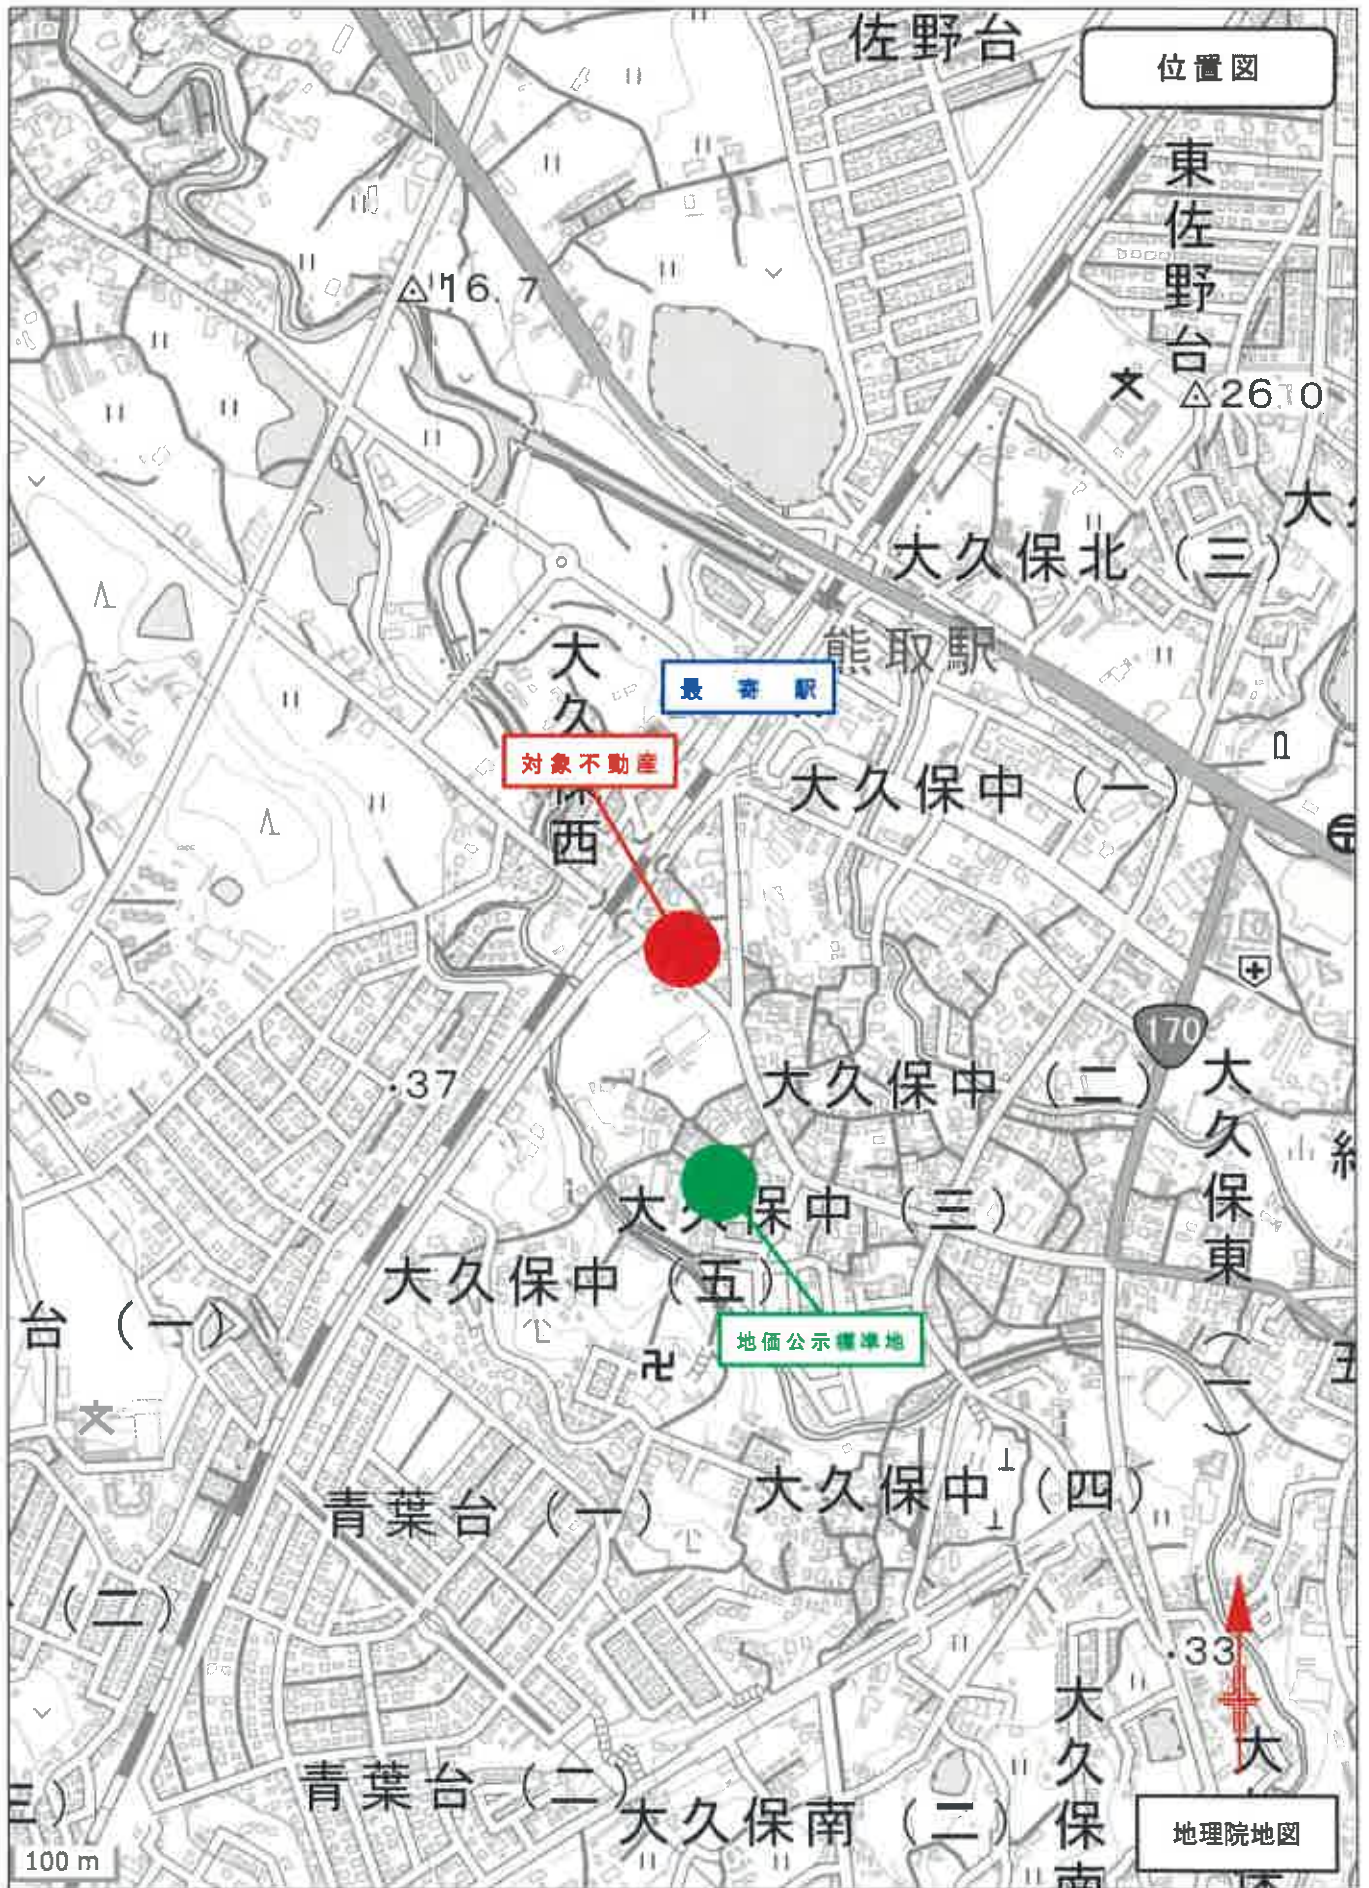 佐野台
位置図
東佐野台
116.7
26.0
大久保北（三）
熊取駅
最寄駅
大久保西
対象不動産
大久保中（一）
170
37
大久保中（二）
大久保東（一）
大久保中（三）
大久保中（五）
地価公示標準地
台（一）
大久保中（四）
青葉台（一）
（二）
33
大久保南
青葉台（二）
大久保南（二）
地理院地図
100 m